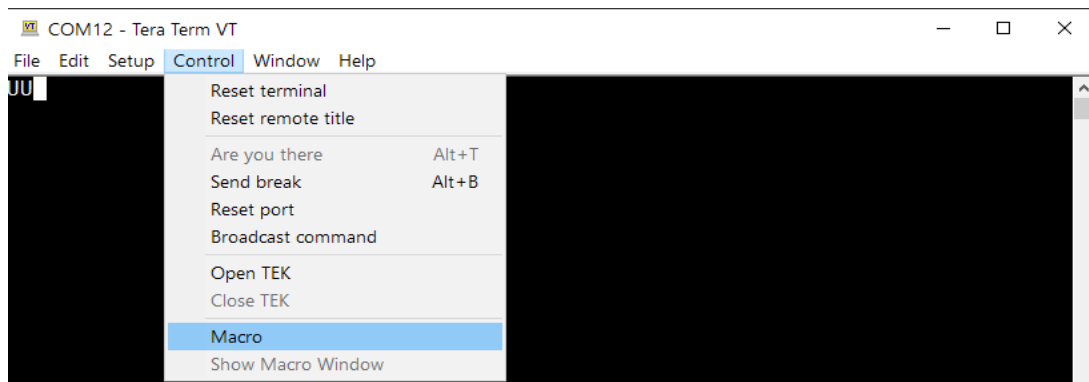 COM12 - Tera Term VT
File Edit Setup Control Window Help
UU
Reset terminal
Reset remote title
Are you there Alt+T
Send break Alt+B
Reset port
Broadcast command
Open TEK
Close TEK
Macro
Show Macro Window